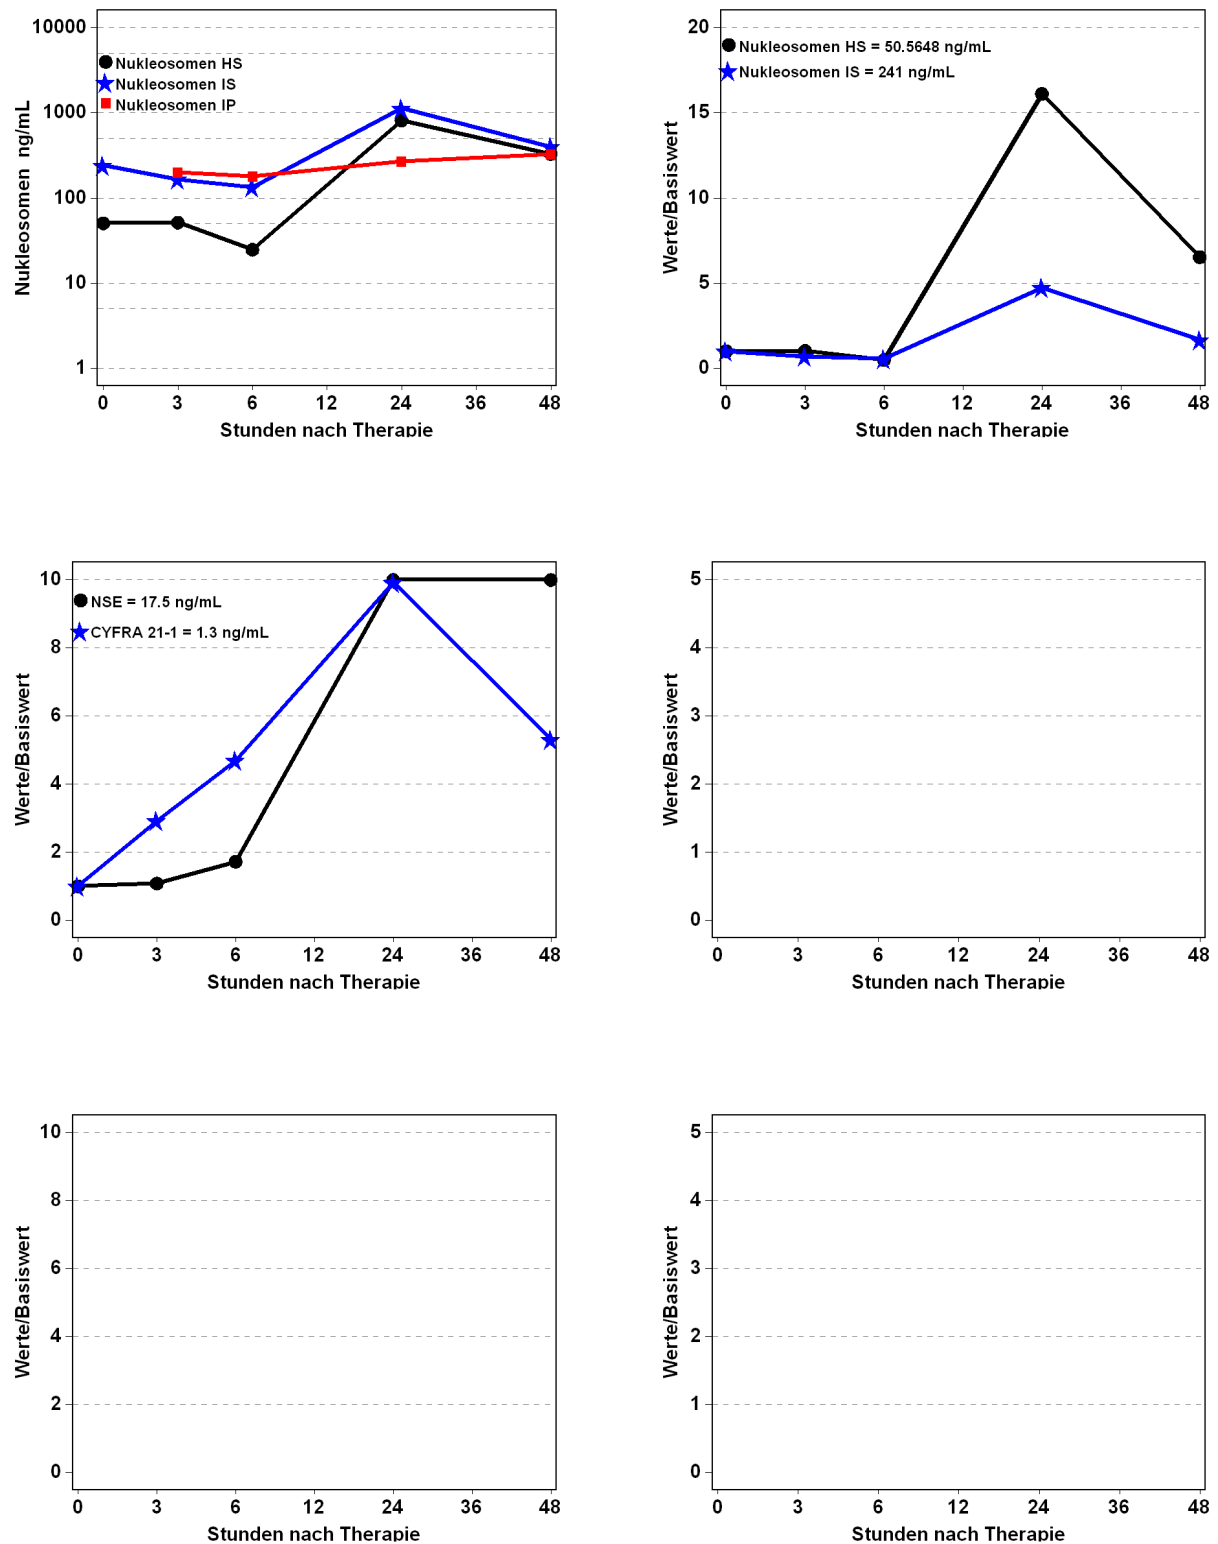 10000
1000
100
10
1
Nukleosomen ng/mL
Nukleosomen HS
Nukleosomen IS
Nukleosomen IP
0 3 6 12 24 36 48
Stunden nach Therapie
20
15
10
5
0
Werte/Basiswert
Nukleosomen HS = 50.5648 ng/mL
Nukleosomen IS = 241 ng/mL
0 3 6 12 24 36 48
Stunden nach Therapie
10
8
6
4
2
0
Werte/Basiswert
NSE = 17.5 ng/mL
CYFRA 21-1 = 1.3 ng/mL
0 3 6 12 24 36 48
Stunden nach Therapie
5
4
3
2
1
0
Werte/Basiswert
0 3 6 12 24 36 48
Stunden nach Therapie
10
8
6
4
2
0
Werte/Basiswert
0 3 6 12 24 36 48
Stunden nach Therapie
5
4
3
2
1
0
Werte/Basiswert
0 3 6 12 24 36 48
Stunden nach Therapie